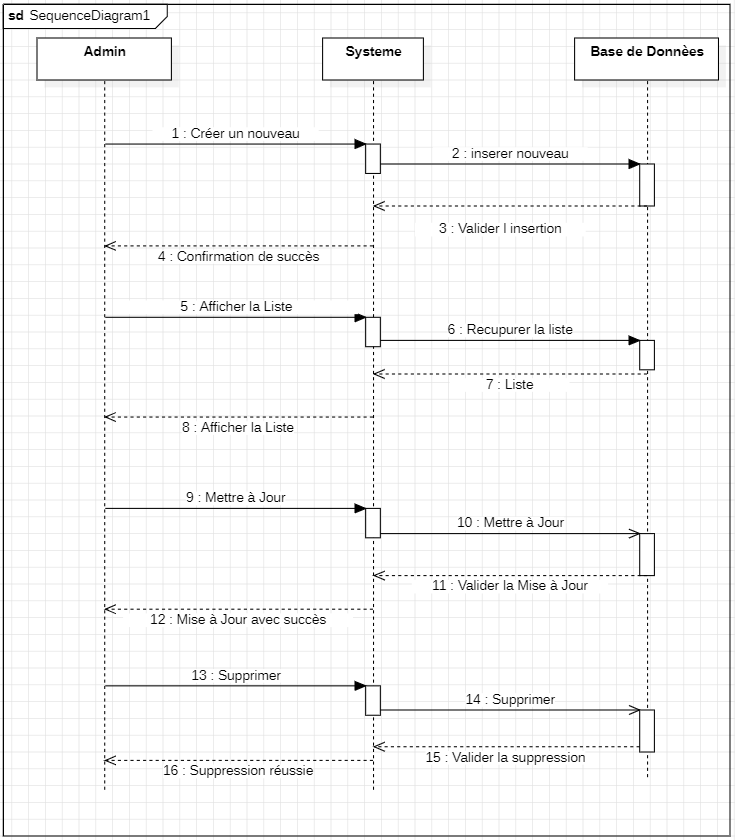 sd SequenceDiagram1
Admin
Systeme
Base de Donnèes
1 : Créer un nouveau
2 : inserer nouveau
3 : Valider l insertion
4 : Confirmation de succès
5 : Afficher la Liste
6 : Recupurer la liste
7 : Liste
8 : Afficher la Liste
9 : Mettre à Jour
10 : Mettre à Jour
11 : Valider la Mise à Jour
12 : Mise à Jour avec succès
13 : Supprimer
14 : Supprimer
15 : Valider la suppression
16 : Suppression réussie